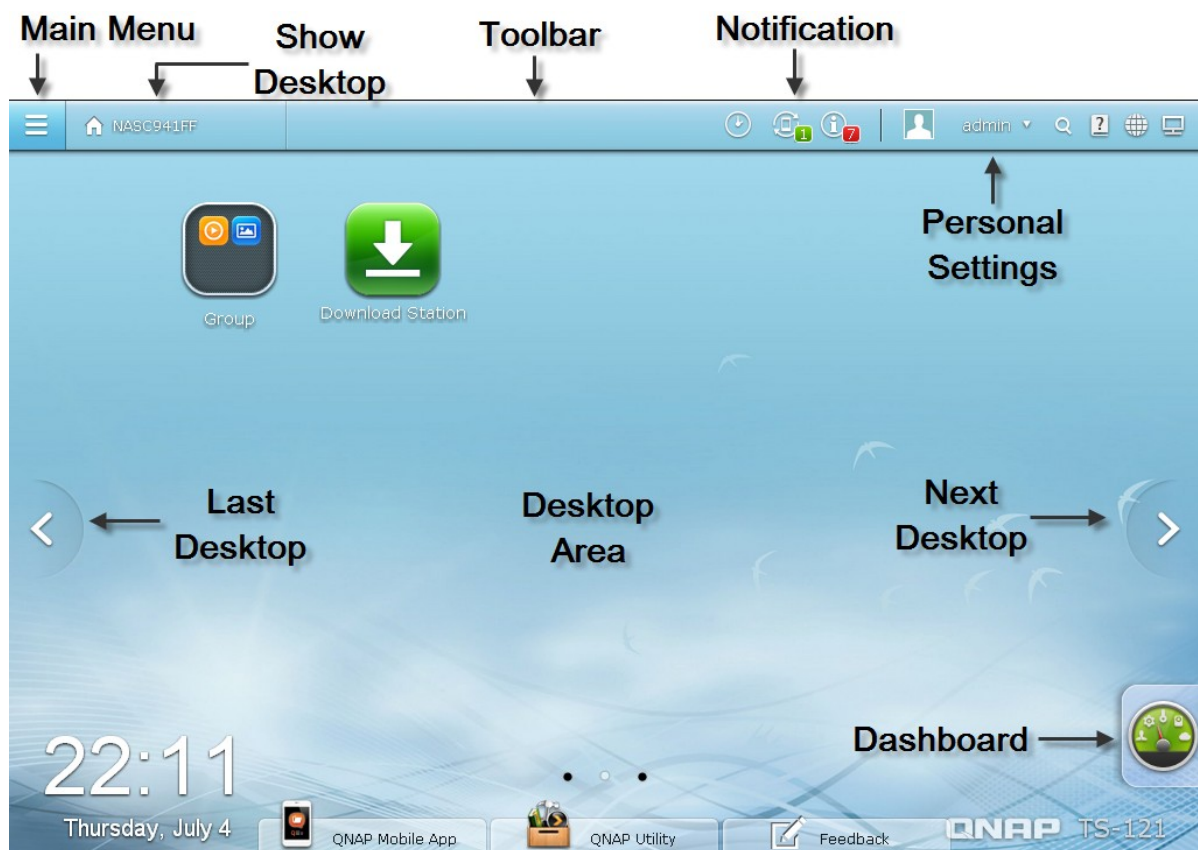 Main Menu
Show
Desktop
Toolbar
Notification
NASC941FF
1
7
admin
?
Personal
Settings
Group
Download Station
Last
Desktop
Desktop
Area
Next
Desktop
Dashboard
22:11
Thursday, July 4
QNAP Mobile App
QNAP Utility
Feedback
QNAP TS-121